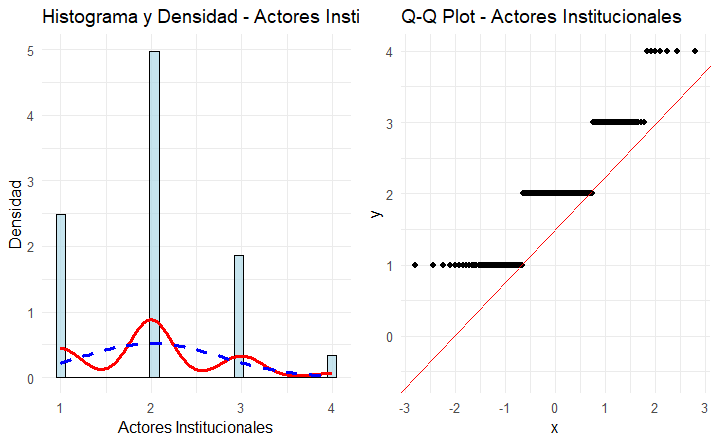 Histograma y Densidad - Actores Insti
5
4
3
2
1
0
Densidad
1 2 3 4
Actores Institucionales
Q-Q Plot - Actores Institucionales
4
3
2
1
0
y
-3 -2 -1 0 1 2 3
x